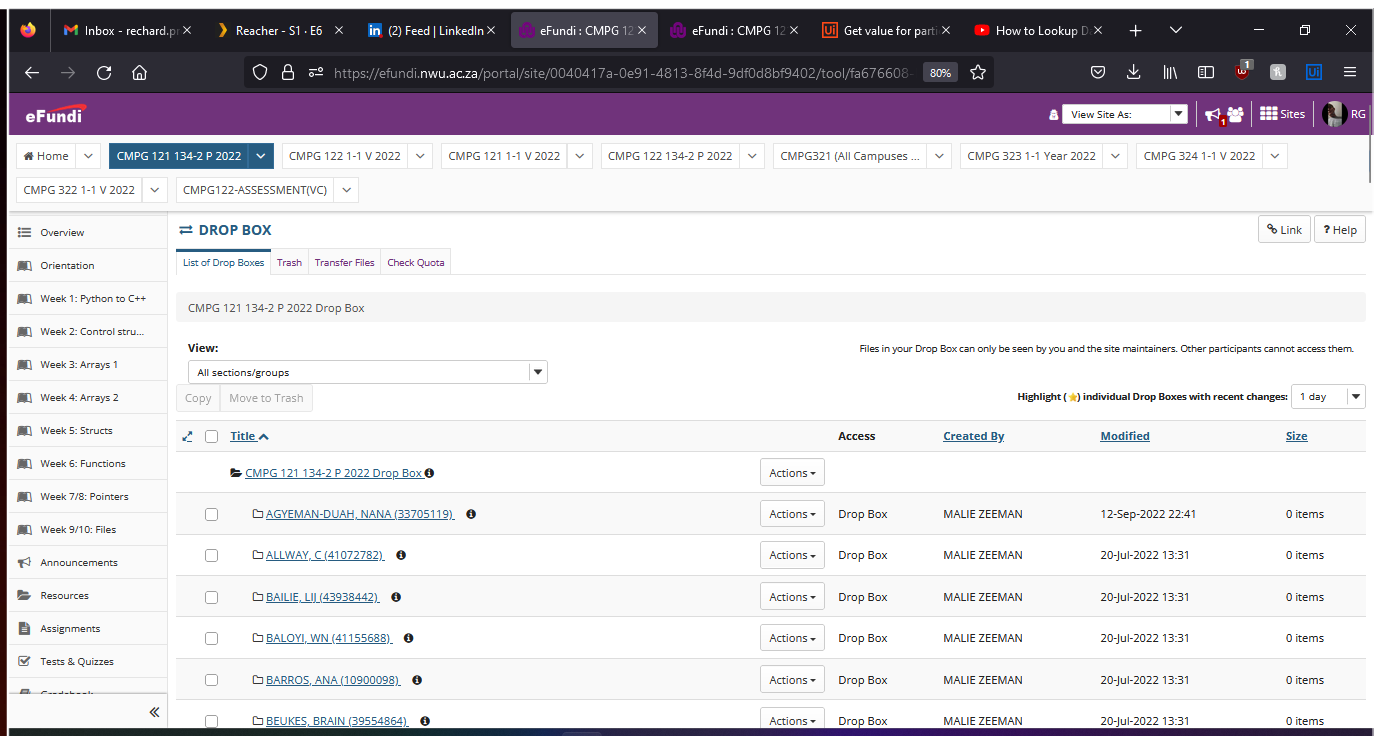 Inbox - rechard.pr
Reacher - S1 - E6
(2) Feed | LinkedIn
eFundi : CMPG 12
eFundi : CMPG 12
Get value for parti
How to Lookup D
https://efundi.nwu.ac.za/portal/site/0040417a-0e91-4813-8f4d-9df0d8bf9402/tool/fa676608-
80%
1
eFundi
View Site As:
1
Sites
RG
Home
CMPG 121 134-2 P 2022
CMPG 122 1-1 V 2022
CMPG 121 1-1 V 2022
CMPG 122 134-2 P 2022
CMPG321 (All Campuses ...
CMPG 323 1-1 Year 2022
CMPG 324 1-1 V 2022
CMPG 322 1-1 V 2022
CMPG122-ASSESSMENT(VC)
Overview
Orientation
Week 1: Python to C++
Week 2: Control stru...
Week 3: Arrays 1
Week 4: Arrays 2
Week 5: Structs
Week 6: Functions
Week 7/8: Pointers
Week 9/10: Files
Announcements
Resources
Assignments
Tests & Quizzes
Gradebook
DROP BOX
Link
? Help
List of Drop Boxes
Trash
Transfer Files
Check Quota
CMPG 121 134-2 P 2022 Drop Box
View:
Files in your Drop Box can only be seen by you and the site maintainers. Other participants cannot access them.
All sections/groups
Copy
Move to Trash
Highlight ( ) individual Drop Boxes with recent changes:
1 day
Title Access Created By Modified Size
CMPG 121 134-2 P 2022 Drop Box Actions
AGYEMAN-DUAH, NANA (33705119) Actions Drop Box MALIE ZEEMAN 12-Sep-2022 22:41 0 items
ALLWAY, C (41072782) Actions Drop Box MALIE ZEEMAN 20-Jul-2022 13:31 0 items
BAILIE, LIJ (43938442) Actions Drop Box MALIE ZEEMAN 20-Jul-2022 13:31 0 items
BALOYI, WN (41155688) Actions Drop Box MALIE ZEEMAN 20-Jul-2022 13:31 0 items
BARROS, ANA (10900098) Actions Drop Box MALIE ZEEMAN 20-Jul-2022 13:31 0 items
BEUKES, BRAIN (39554864) Actions Drop Box MALIE ZEEMAN 20-Jul-2022 13:31 0 items